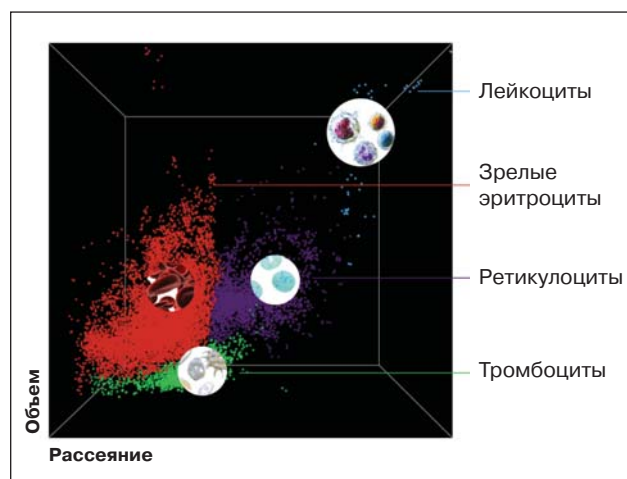 Лейкоциты
Зрелые
эритроциты
Ретикулоциты
Тромбоциты
Объем
Рассеяние